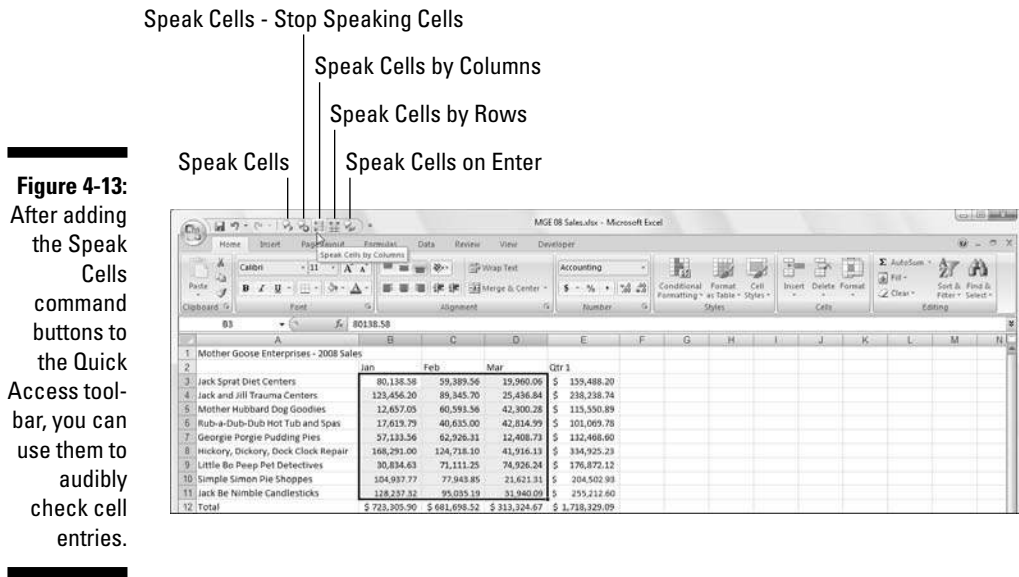 Speak Cells - Stop Speaking Cells
Speak Cells by Columns
Speak Cells by Rows
Speak Cells
Speak Cells on Enter
Figure 4-13:
After adding
the Speak
Cells
command
buttons to
the Quick
Access tool-
bar, you can
use them to
audibly
check cell
entries.
MGE 08 Sales.xlsx - Microsoft Excel
Home Insert Page Layout Formulas Data Review View Developer
Speak Cells by Columns
Calibri 11 A A Wrap Text Accounting Σ AutoSum
Fill
Paste B I U A Merge & Center $ % , Conditional Format Cell Insert Delete Format Clear Sort & Find &
Formatting as Table Styles Filter Select
Clipboard Font Alignment Number Styles Cells Editing
B3 fx 80138.58
A B C D E F G H I J K L M N
1 Mother Goose Enterprises - 2008 Sales
2 Jan Feb Mar Qtr 1
3 Jack Sprat Diet Centers 80,138.58 59,389.56 19,960.06 $ 159,488.20
4 Jack and Jill Trauma Centers 123,456.20 89,345.70 25,436.84 $ 238,238.74
5 Mother Hubbard Dog Goodies 12,657.05 60,593.56 42,300.28 $ 115,550.89
6 Rub-a-Dub-Dub Hot Tub and Spas 17,619.79 40,635.00 42,814.99 $ 101,069.78
7 Georgie Porgie Pudding Pies 57,133.56 62,926.31 12,408.73 $ 132,468.60
8 Hickory, Dickory, Dock Clock Repair 168,291.00 124,718.10 41,916.13 $ 334,925.23
9 Little Bo Peep Pet Detectives 30,834.63 71,111.25 74,926.24 $ 176,872.12
10 Simple Simon Pie Shoppes 104,937.77 77,943.85 21,621.31 $ 204,502.93
11 Jack Be Nimble Candlesticks 128,237.32 95,035.19 31,940.09 $ 255,212.60
12 Total $ 723,305.90 $ 681,698.52 $ 313,324.67 $ 1,718,329.09